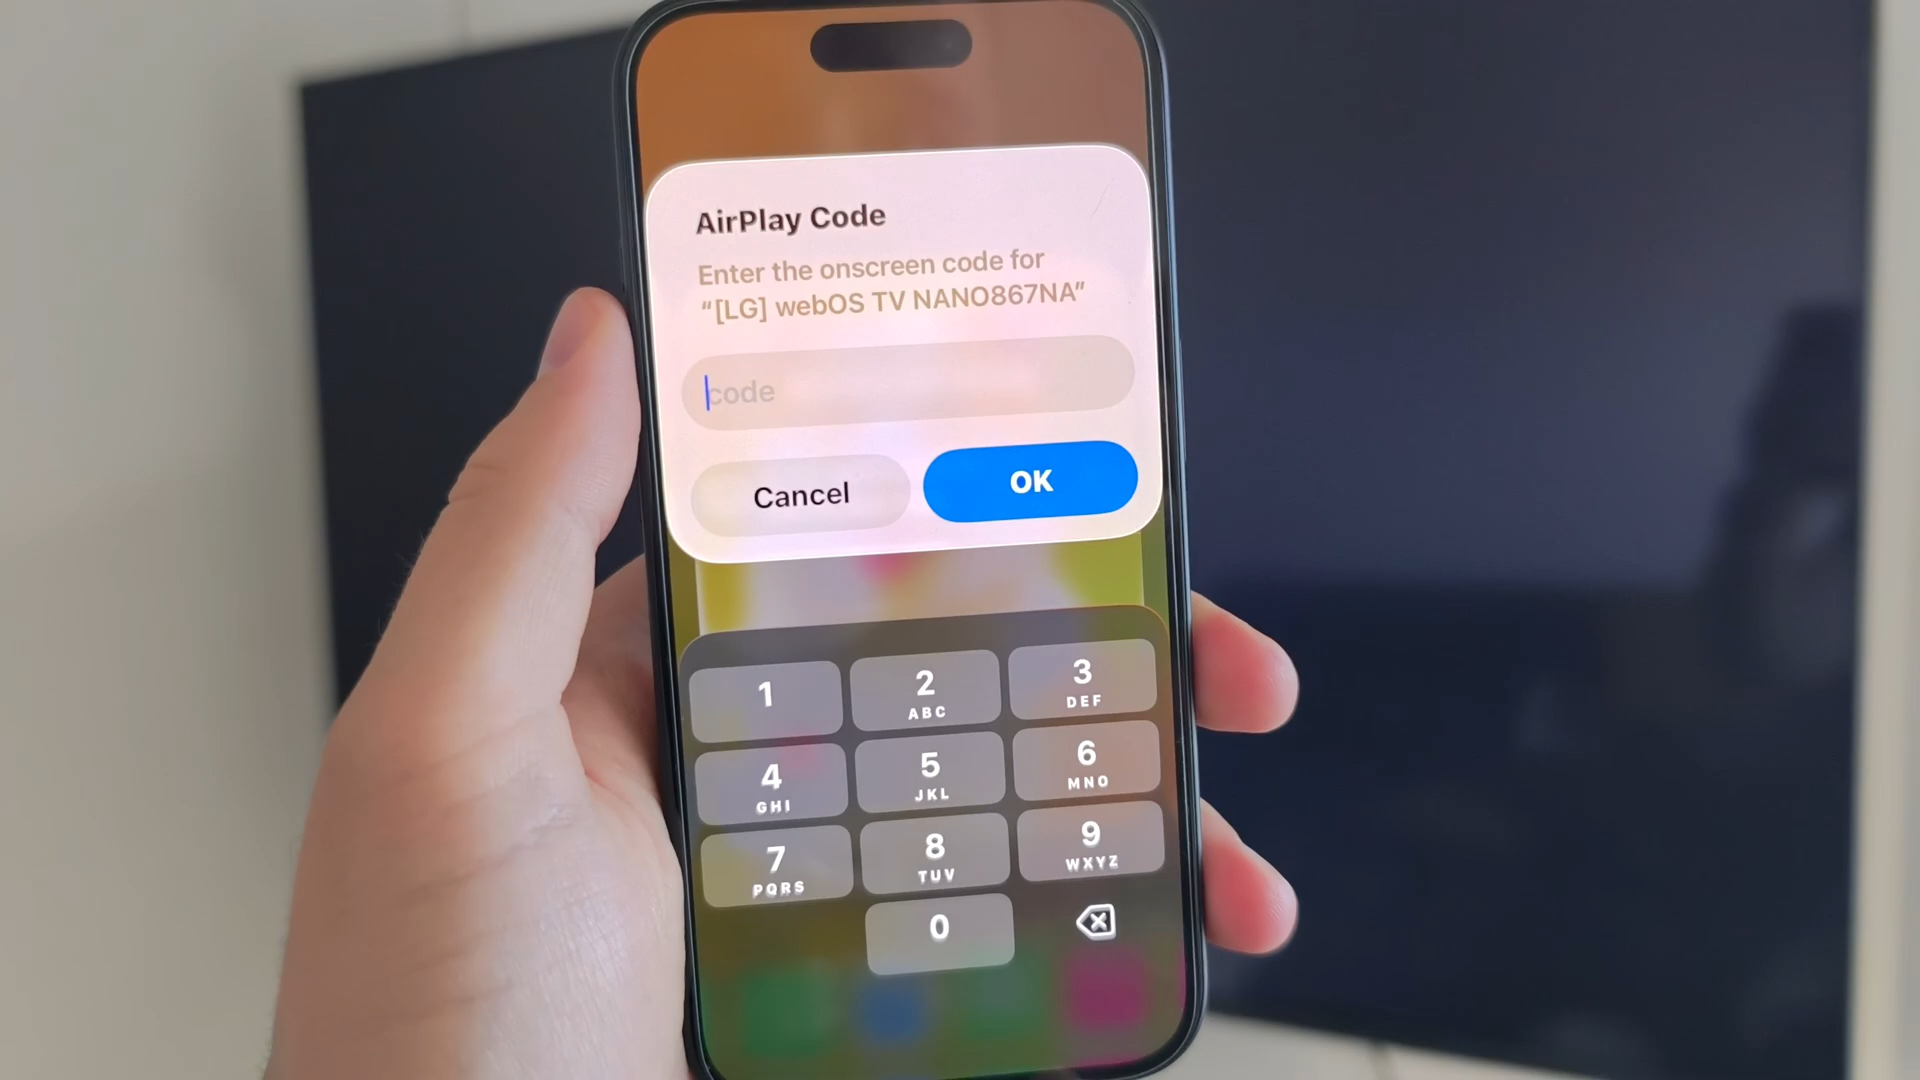 AirPlay Code
Enter the onscreen code for
“[LG] webOS TV NANO867NA”
code
Cancel OK
1 2 3
ABC DEF
4 5 6
GHI JKL MNO
7 8 9
PQRS TUV WXYZ
0